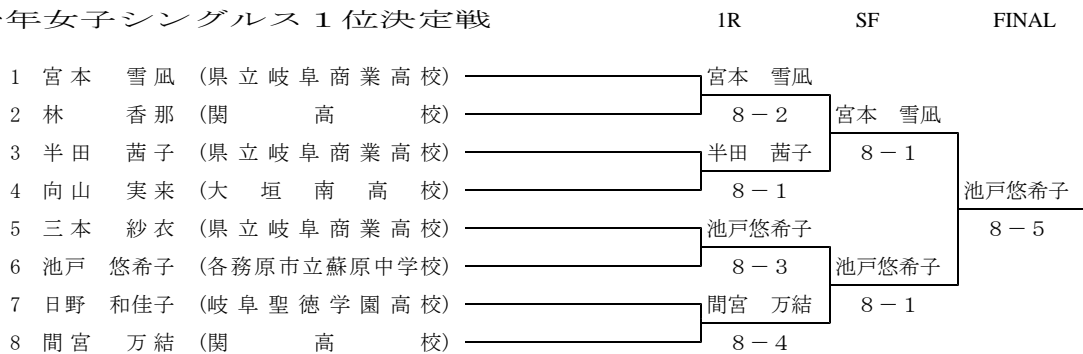 年女子シングルス１位決定戦 1R SF FINAL
1 宮本 雪凪 (県立岐阜商業高校) 宮本 雪凪
2 林 香那 (関 高 校) 8－2 宮本 雪凪
3 半田 茜子 (県立岐阜商業高校) 半田 茜子 8－1
4 向山 実来 (大垣南高校) 8－1 池戸悠希子
5 三本 紗衣 (県立岐阜商業高校) 池戸悠希子 8－5
6 池戸 悠希子 (各務原市立蘇原中学校) 8－3 池戸悠希子
7 日野 和佳子 (岐阜聖徳学園高校) 間宮 万結 8－1
8 間宮 万結 (関 高 校) 8－4